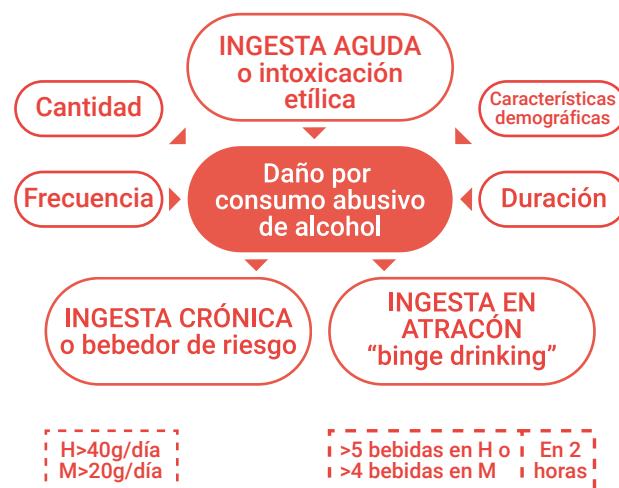 INGESTA AGUDA
o intoxicación
etílica
Cantidad
Características
demográficas
Frecuencia
Daño por
consumo abusivo
de alcohol
Duración
INGESTA CRÓNICA
o bebedor de riesgo
INGESTA EN
ATRACÓN
“binge drinking”
H>40g/día
M>20g/día
>5 bebidas en H o
>4 bebidas en M
En 2
horas